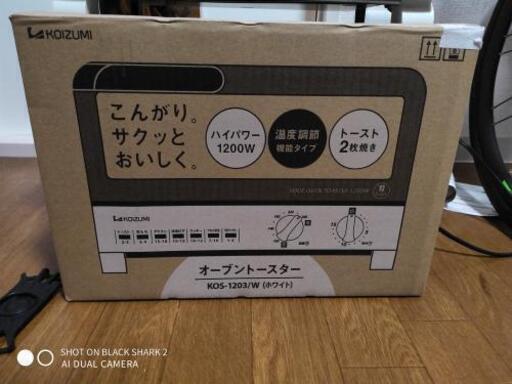 KOIZUMI
こんがり。
サクッと
おいしく。
ハイパワー
1200W
温度調節
機能タイプ
トースト
2枚焼き
KOIZUMI
オーブントースター
KOS-1203/W (ホワイト)
SHOT ON BLACK SHARK 2
AI DUAL CAMERA